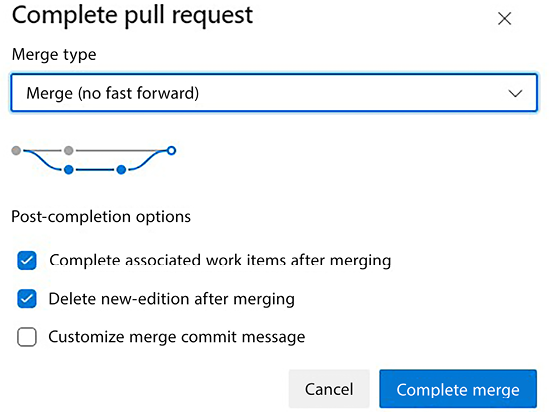 Complete pull request
Merge type
Merge (no fast forward)
Post-completion options
Complete associated work items after merging
Delete new-edition after merging
Customize merge commit message
Cancel
Complete merge